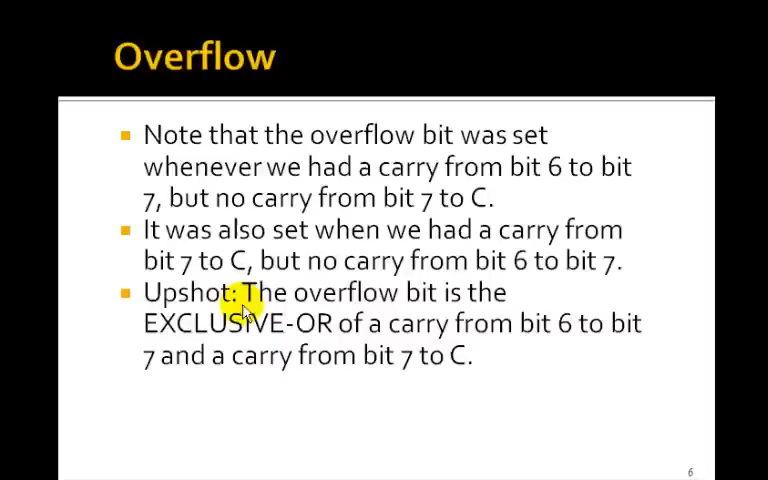 Overflow
Note that the overflow bit was set
whenever we had a carry from bit 6 to bit
7, but no carry from bit 7 to C.
It was also set when we had a carry from
bit 7 to C, but no carry from bit 6 to bit 7.
Upshot: The overflow bit is the
EXCLUSIVE-OR of a carry from bit 6 to bit
7 and a carry from bit 7 to C.
6